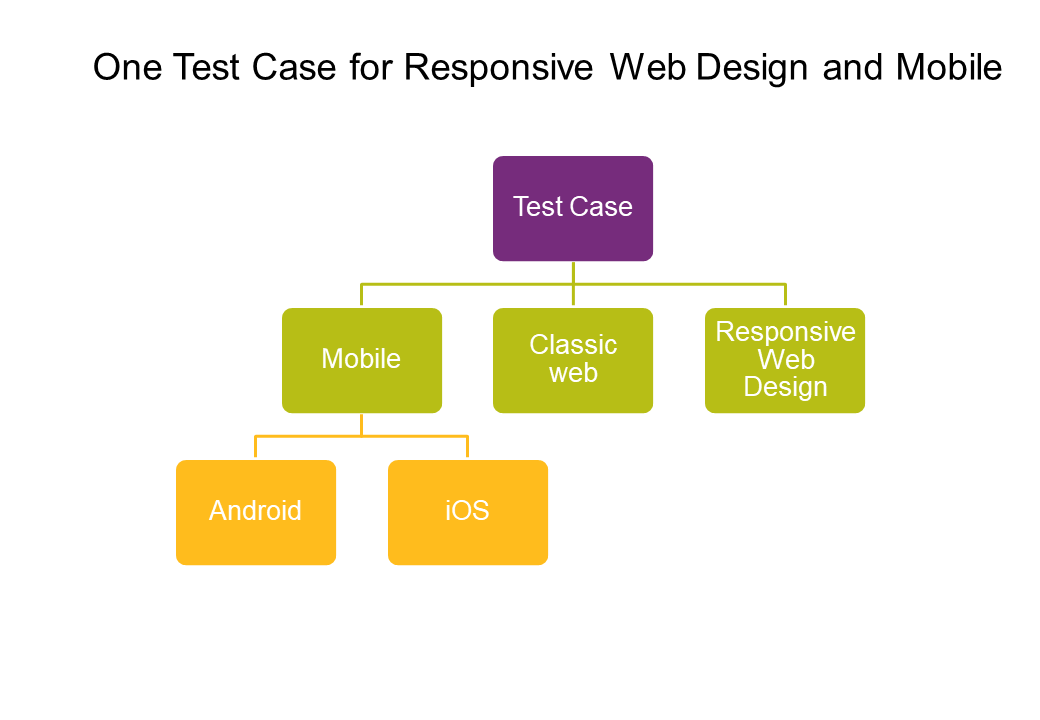 One Test Case for Responsive Web Design and Mobile
Test Case
Mobile
Classic
web
Responsive
Web
Design
Android
iOS